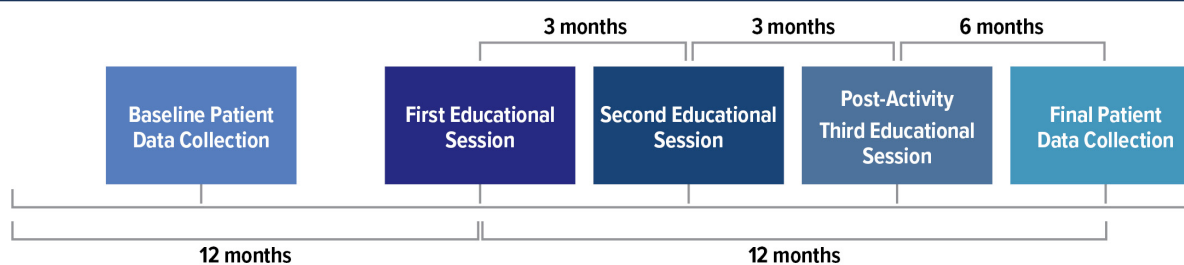 3 months
3 months
6 months
Baseline Patient
Data Collection
First Educational
Session
Second Educational
Session
Post-Activity
Third Educational
Session
Final Patient
Data Collection
12 months
12 months